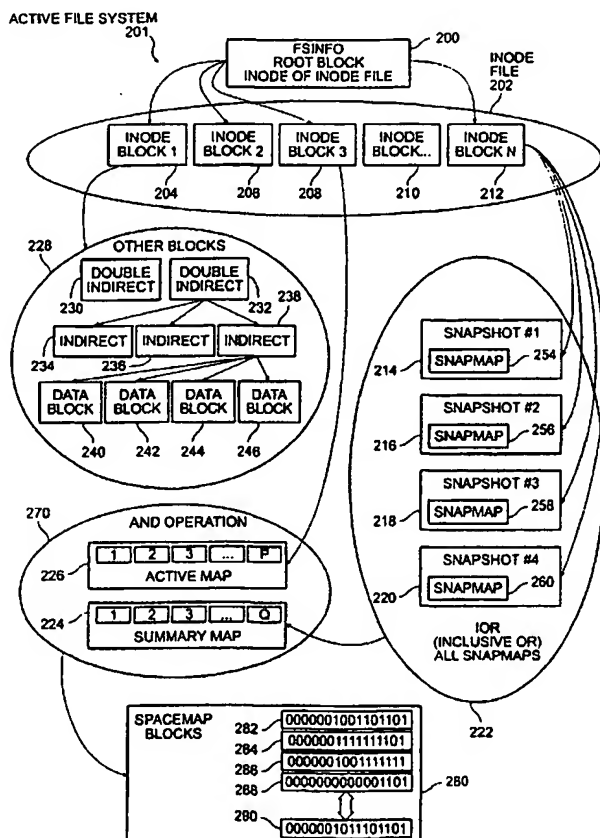 ACTIVE FILE SYSTEM
201
FSINFO
ROOT BLOCK
INODE OF INODE FILE
200
INODE
FILE
202
INODE
BLOCK 1
INODE
BLOCK 2
INODE
BLOCK 3
INODE
BLOCK...
INODE
BLOCK N
204
206
208
210
212
228
OTHER BLOCKS
DOUBLE
INDIRECT
DOUBLE
INDIRECT
230
232
238
INDIRECT
INDIRECT
INDIRECT
234
236
DATA
BLOCK
DATA
BLOCK
DATA
BLOCK
DATA
BLOCK
240
242
244
246
SNAPSHOT #1
SNAPMAP
254
214
SNAPSHOT #2
SNAPMAP
256
216
SNAPSHOT #3
SNAPMAP
258
218
SNAPSHOT #4
SNAPMAP
260
220
IOR
(INCLUSIVE OR)
ALL SNAPMAPS
222
270
AND OPERATION
1 2 3 ... P
226
ACTIVE MAP
224
1 2 3 ... Q
SUMMARY MAP
SPACEMAP
BLOCKS
282 0000001001101101
284 0000001111111101
286 0000001001111111
288 0000000000001101
280
290 0000001011101101